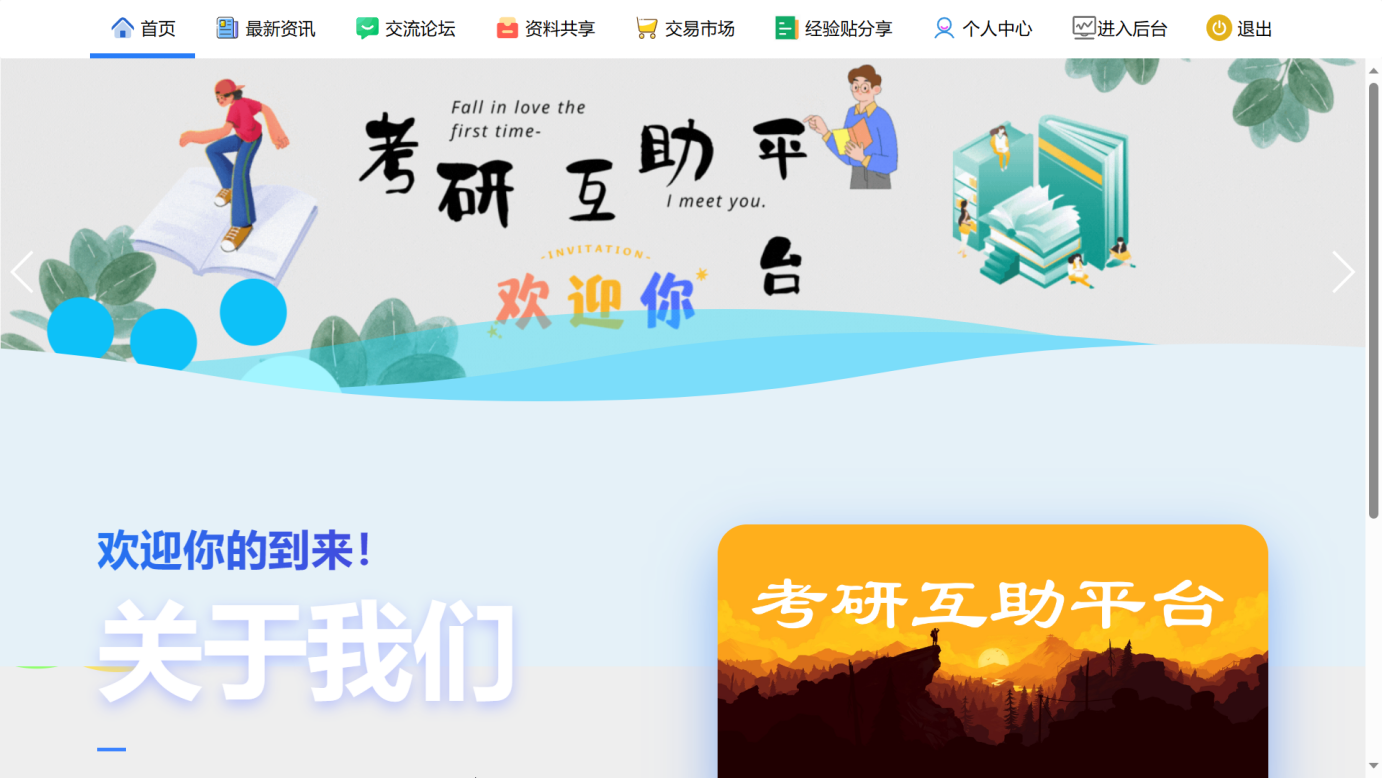 首页 最新资讯 交流论坛 资料共享 交易市场 经验贴分享 个人中心 进入后台 退出
Fall in love the
first time-
考研互助平台
I meet you.
-INVITATION-
欢迎你
欢迎你的到来!
关于我们
考研互助平台